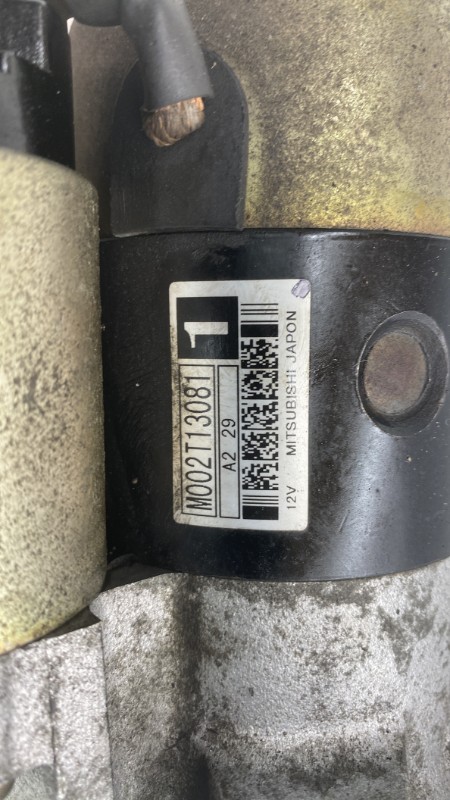 M002T13081
1
A2 29
12V MITSUBISHI JAPON